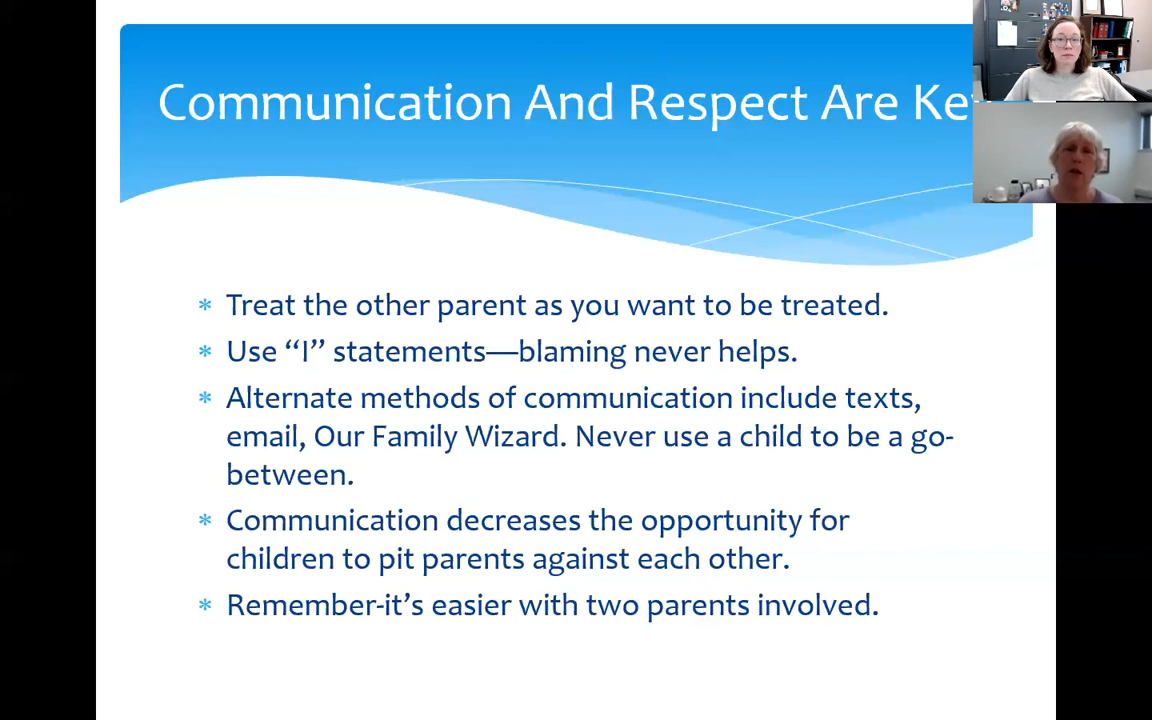 Communication And Respect Are Key
* Treat the other parent as you want to be treated.
* Use “I” statements—blaming never helps.
* Alternate methods of communication include texts,
email, Our Family Wizard. Never use a child to be a go-
between.
* Communication decreases the opportunity for
children to pit parents against each other.
* Remember-it’s easier with two parents involved.